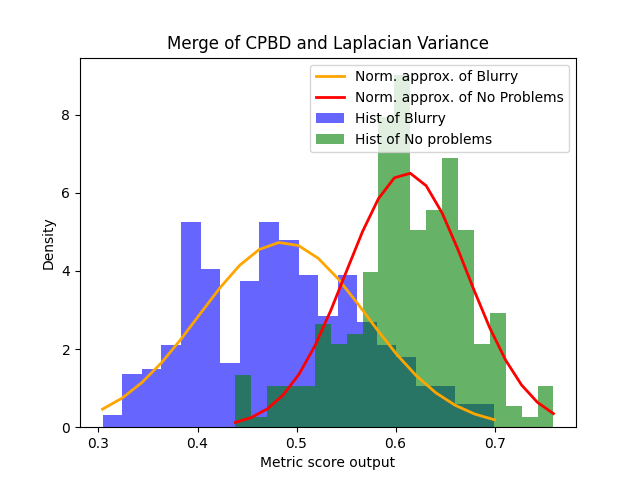 Merge of CPBD and Laplacian Variance
Norm. approx. of Blurry
Norm. approx. of No Problems
Hist of Blurry
Hist of No problems
Density
8
6
4
2
0
0.3 0.4 0.5 0.6 0.7
Metric score output